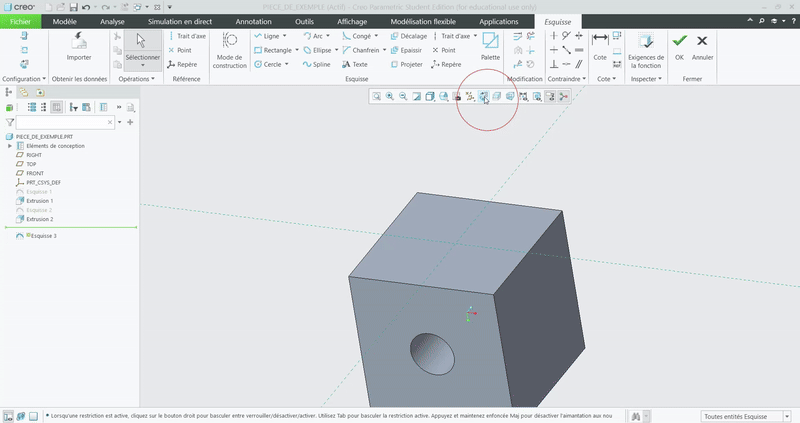 creo
PIECE_DE_EXEMPLE (Actif) - Creo Parametric Student Edition (for educational use only)
Fichier Modèle Analyse Simulation en direct Annotation Outils Affichage Modélisation flexible Applications Esquisse
Importer
Sélectionner
Trait d'axe
Point
Repère
Mode de
construction
Ligne Arc Congé Décalage Trait d'axe
Rectangle Ellipse Chanfrein Epaissir Point
Cercle Spline Texte Projeter Repère
Palette
Cote
Exigences de
la fonction
OK Annuler
Configuration Obtenir les données Opérations Référence Esquisse Modification Contraindre Cote Inspecter Fermer
PIECE_DE_EXEMPLE.PRT
Eléments de conception
RIGHT
TOP
FRONT
PRT_CSYS_DEF
Esquisse 1
Extrusion 1
Esquisse 2
Extrusion 2
Esquisse 3
Lorsqu'une restriction est active, cliquez sur le bouton droit pour basculer entre verrouiller/désactiver/activer. Utilisez Tab pour basculer la restriction active. Appuyez et maintenez enfoncée Maj pour désactiver l'aimantation aux nou
Toutes entités Esquisse